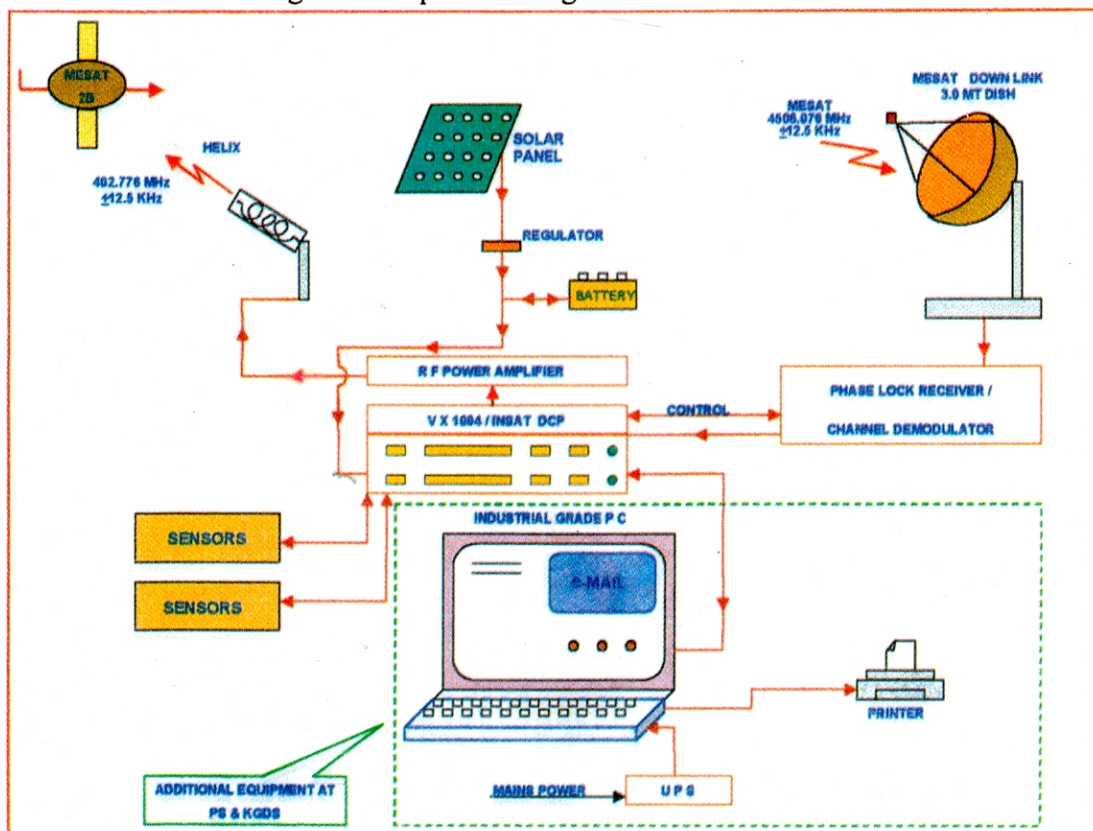 MESAT
2B
HELIX
402.776 MHz
±12.5 KHz
SOLAR
PANEL
REGULATOR
BATTERY
MESAT DOWN LINK
3.0 MT DISH
MESAT
4506.076 MHz
±12.5 KHz
R F POWER AMPLIFIER
V X 1004 / INSAT DCP
CONTROL
PHASE LOCK RECEIVER /
CHANNEL DEMODULATOR
SENSORS
SENSORS
INDUSTRIAL GRADE P C
e-MAIL
PRINTER
MAINS POWER
U P S
ADDITIONAL EQUIPMENT AT
PS & KGDS